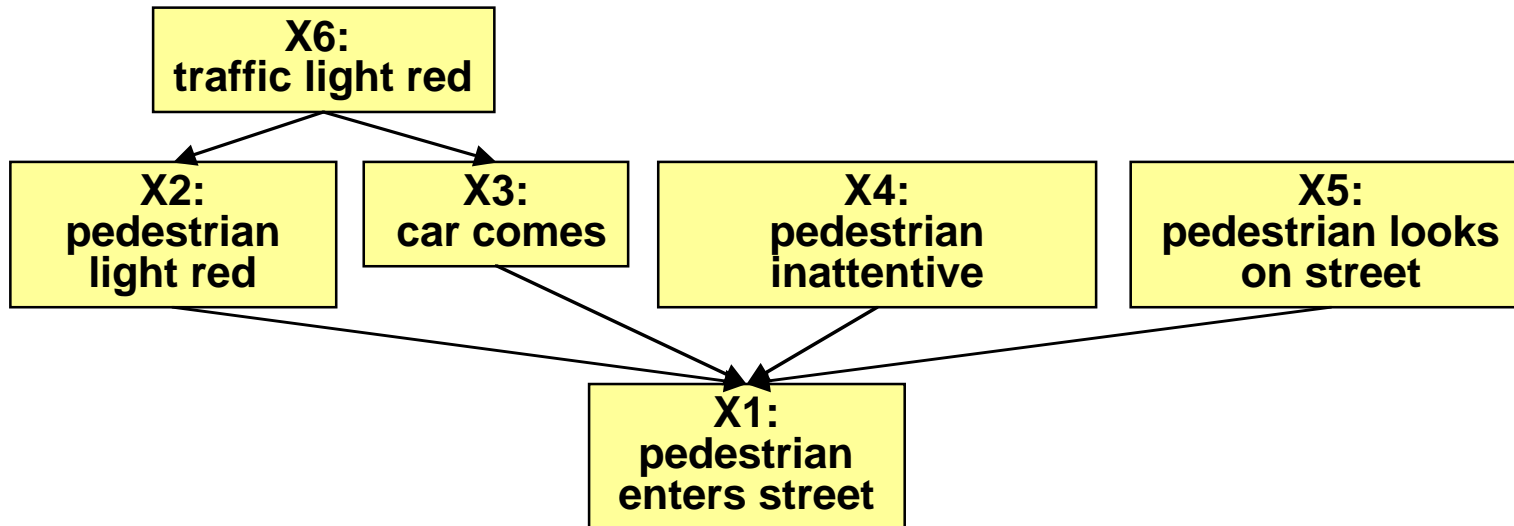 X6:
traffic light red
X2:
pedestrian
light red
X3:
car comes
X4:
pedestrian
inattentive
X5:
pedestrian looks
on street
X1:
pedestrian
enters street